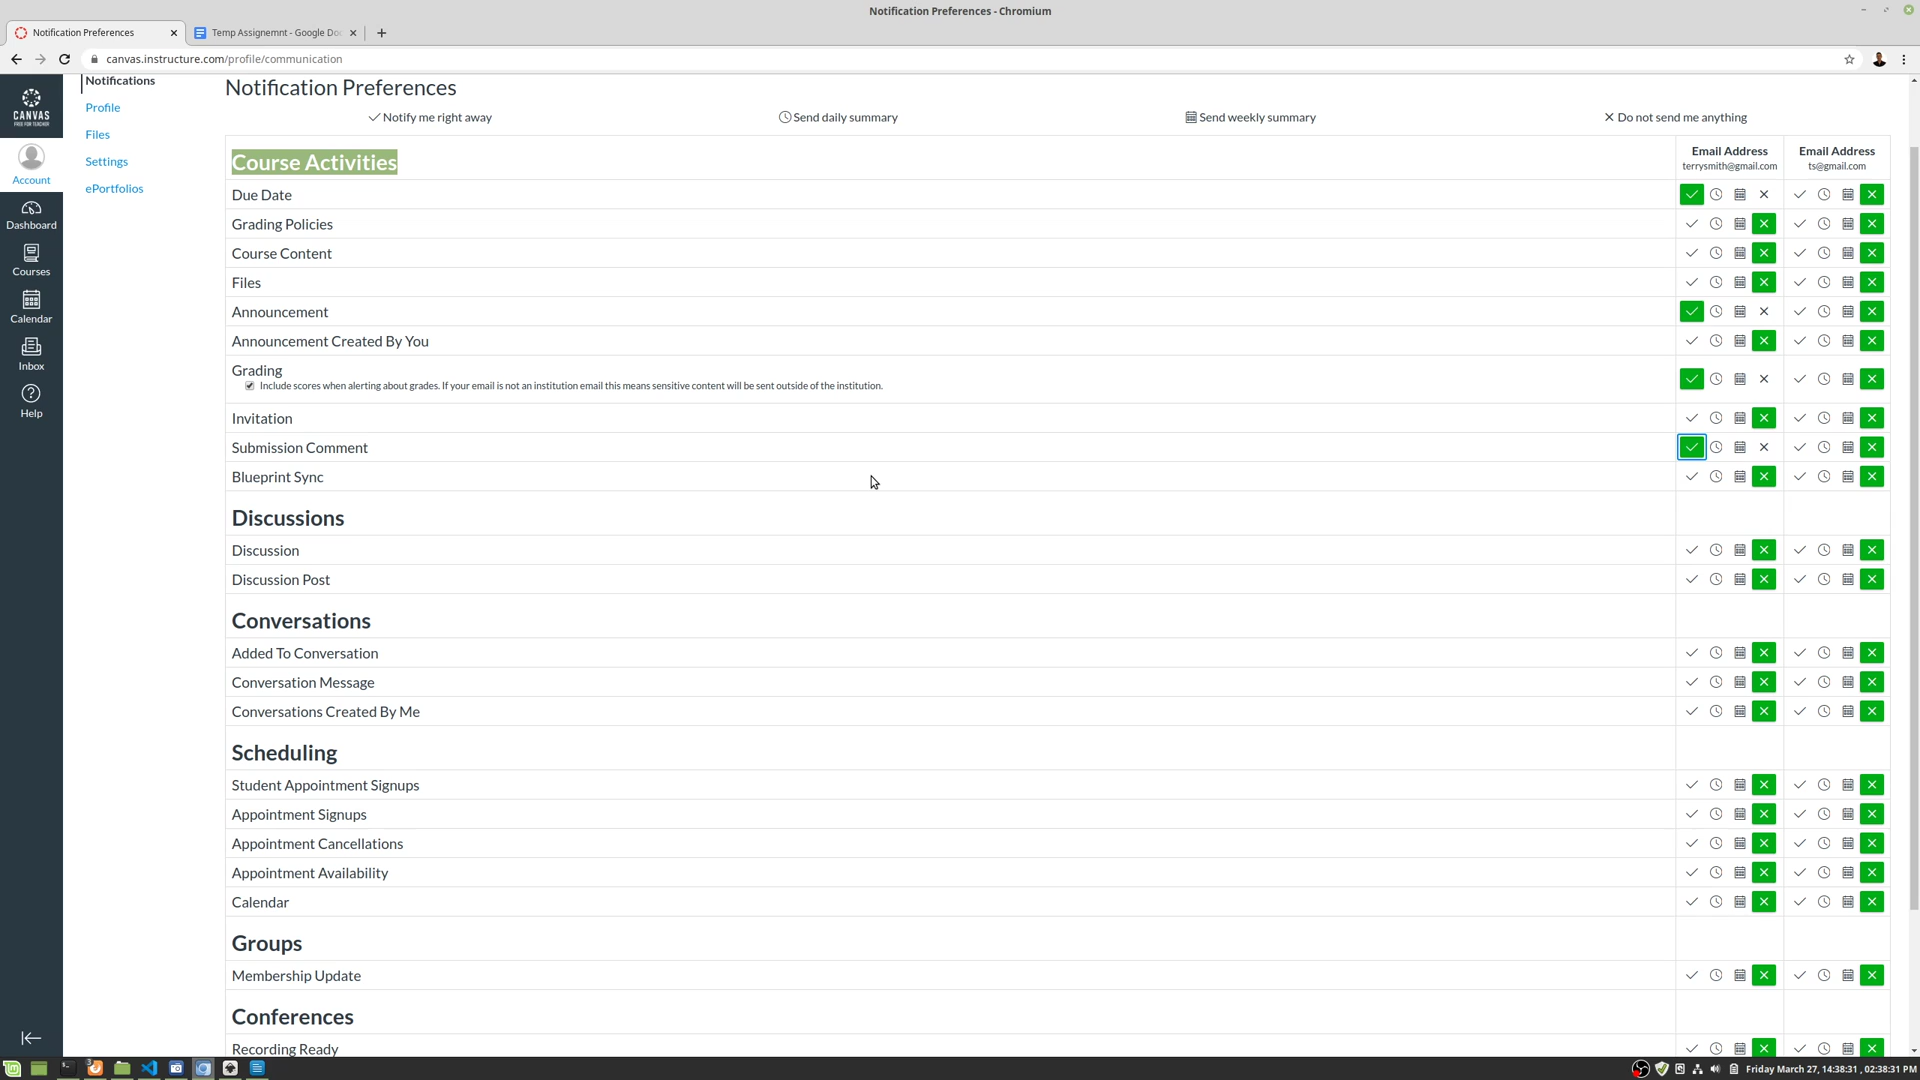 Notification Preferences - Chromium
Notification Preferences
Temp Assignemnt - Google Doc
canvas.instructure.com/profile/communication
CANVAS
FREE FOR TEACHER
Account
Dashboard
Courses
Calendar
Inbox
Help
Notifications
Profile
Files
Settings
ePortfolios
Notification Preferences
Notify me right away
Send daily summary
Send weekly summary
Do not send me anything
Course Activities
Email Address
terrysmith@gmail.com
Email Address
ts@gmail.com
Due Date
Grading Policies
Course Content
Files
Announcement
Announcement Created By You
Grading
Include scores when alerting about grades. If your email is not an institution email this means sensitive content will be sent outside of the institution.
Invitation
Submission Comment
Blueprint Sync
Discussions
Discussion
Discussion Post
Conversations
Added To Conversation
Conversation Message
Conversations Created By Me
Scheduling
Student Appointment Signups
Appointment Signups
Appointment Cancellations
Appointment Availability
Calendar
Groups
Membership Update
Conferences
Recording Ready
Friday March 27, 14:38:31 , 02:38:31 PM